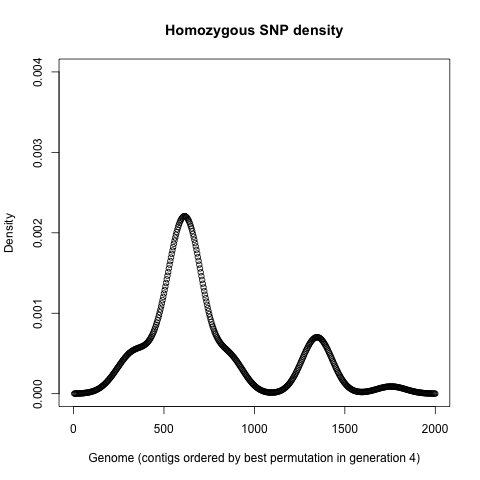 Homozygous SNP density
0.004
0.003
0.002
0.001
0.000
Density
0 500 1000 1500 2000
Genome (contigs ordered by best permutation in generation 4)